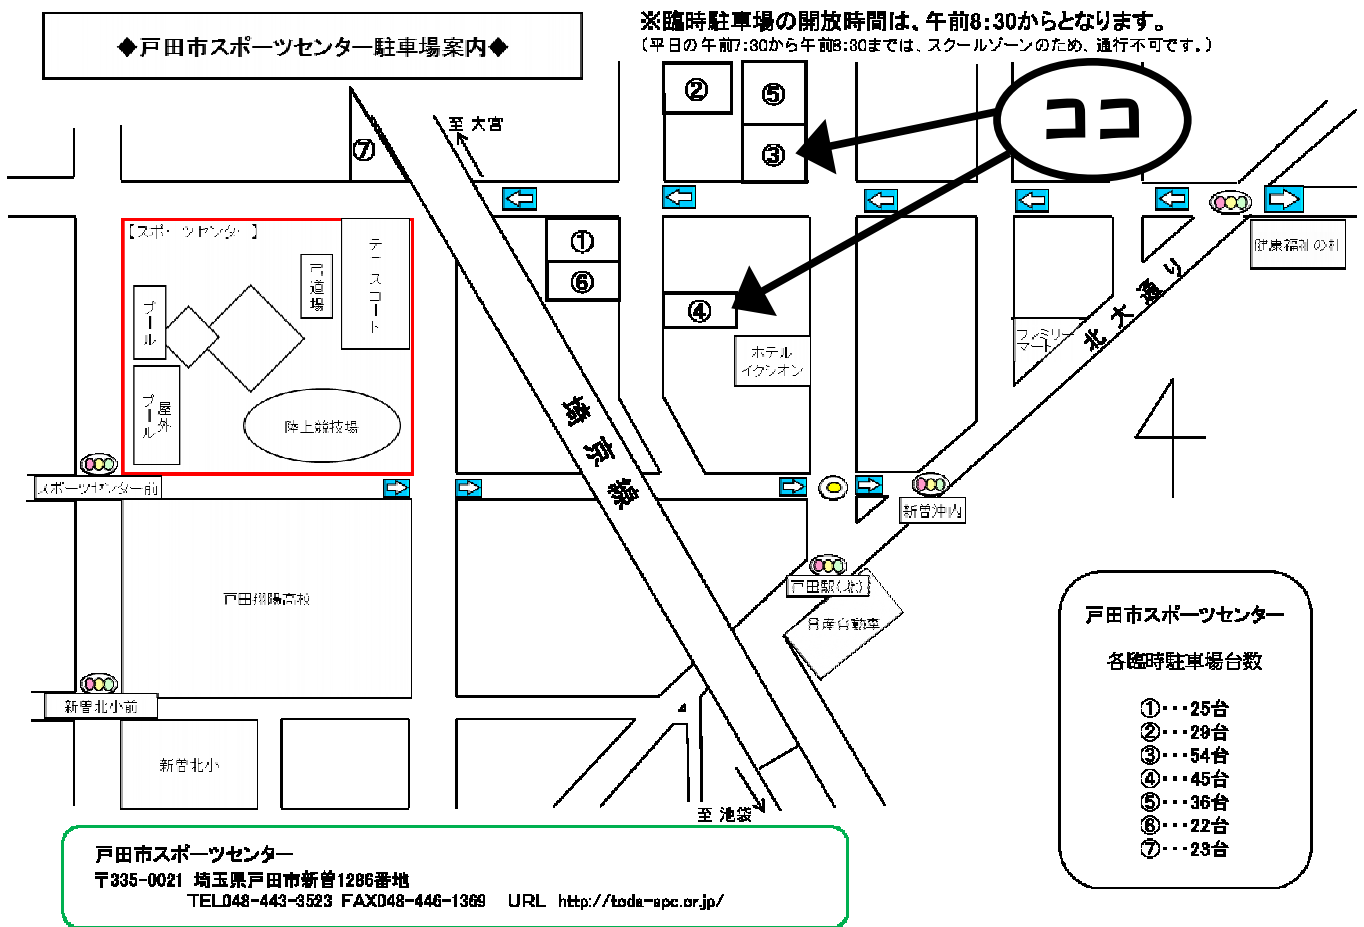 ◆戸田市スポーツセンター駐車場案内◆
※臨時駐車場の開放時間は、午前8:30からとなります。
(平日の午前7:30から午前8:30までは、スクールゾーンのため、通行不可です。)
②
⑤
ココ
至 大宮
⑦
③
【スポーツセンター】
テニスコート
①
弓道場
⑥
健康福祉の杜
プール
④
北大通り
ファミリーマート
ホテル
イクシオン
屋外
プール
陸上競技場
埼京線
スポーツセンター前
新曽沖内
戸田駅(北)
戸田翔陽高校
日産自動車
新曽北小前
新曽北小
至 池袋
戸田市スポーツセンター
各臨時駐車場台数
①・・・25台
②・・・29台
③・・・54台
④・・・45台
⑤・・・36台
⑥・・・22台
⑦・・・23台
戸田市スポーツセンター
〒335-0021 埼玉県戸田市新曽1286番地
TEL048-443-3523 FAX048-446-1369 URL http://toda-spc.or.jp/